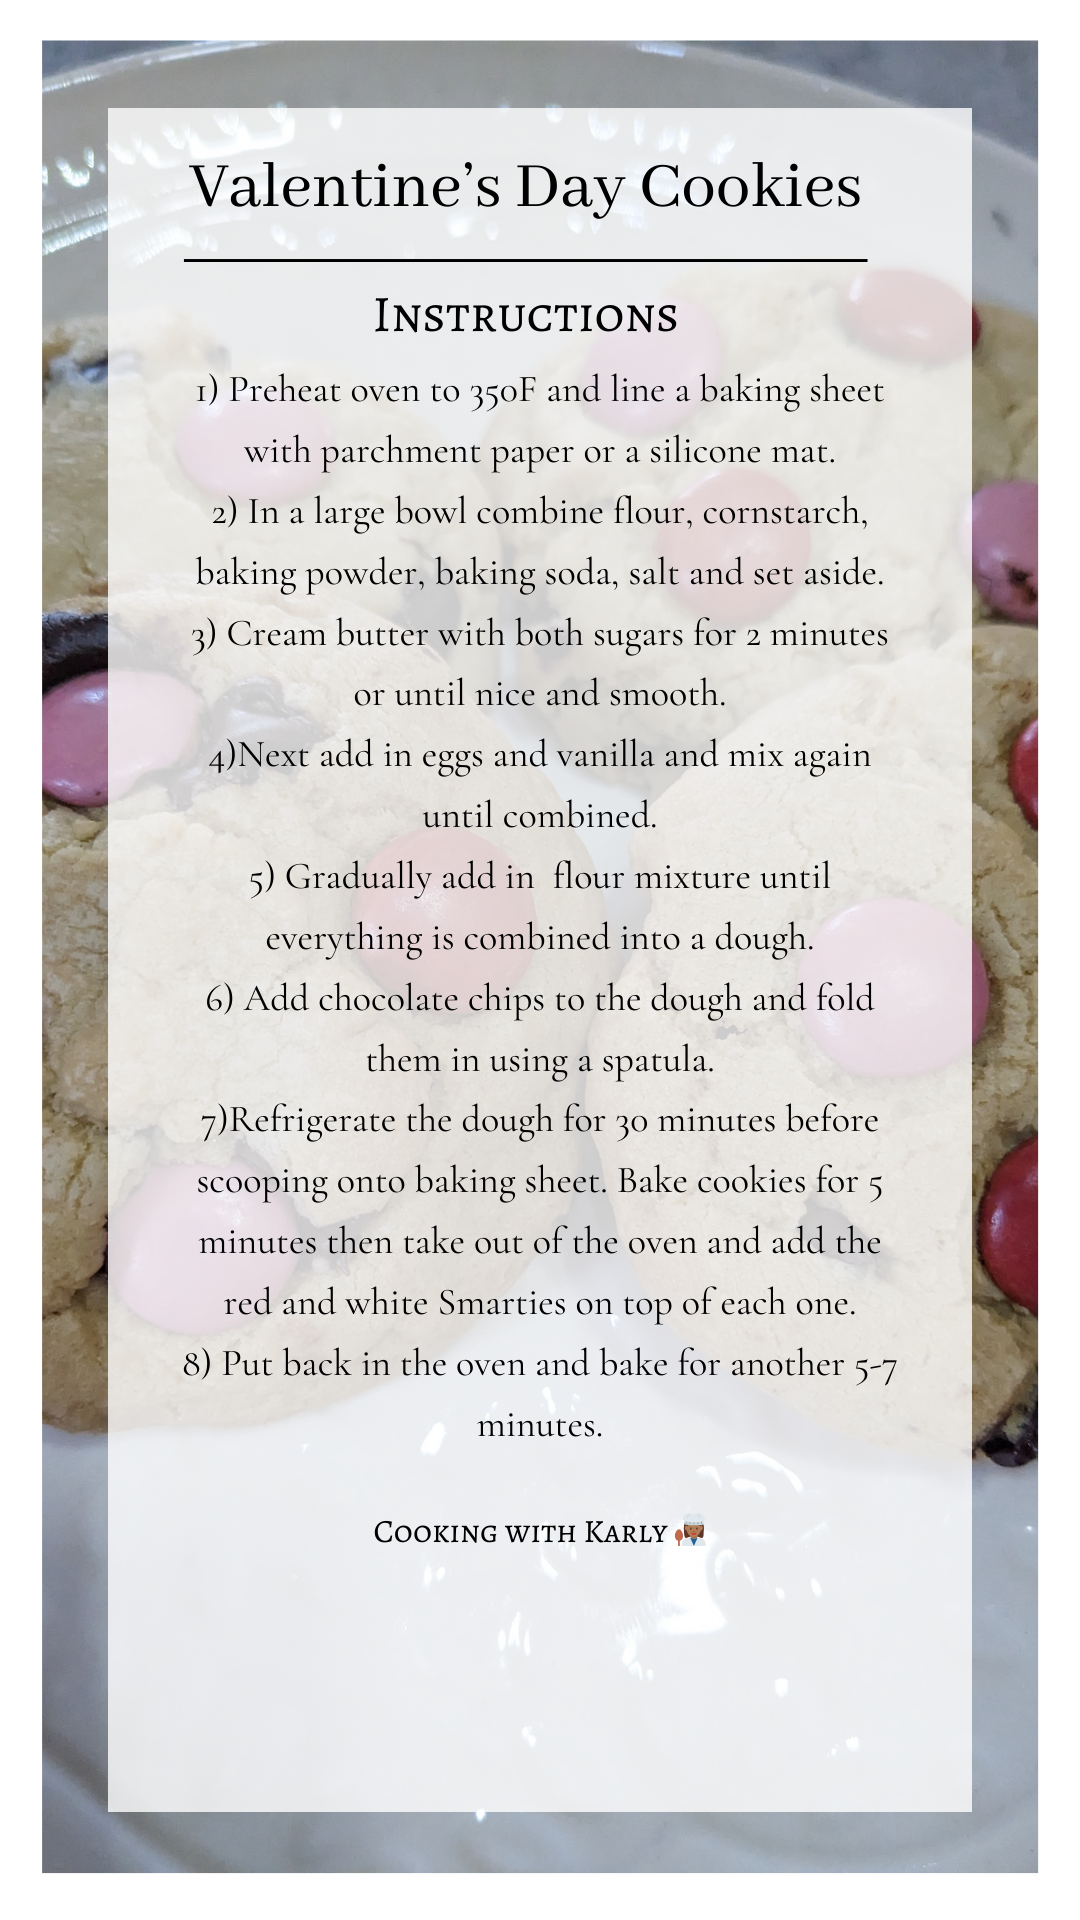 Valentine’s Day Cookies
Instructions
1) Preheat oven to 350F and line a baking sheet
with parchment paper or a silicone mat.
2) In a large bowl combine flour, cornstarch,
baking powder, baking soda, salt and set aside.
3) Cream butter with both sugars for 2 minutes
or until nice and smooth.
4)Next add in eggs and vanilla and mix again
until combined.
5) Gradually add in  flour mixture until
everything is combined into a dough.
6) Add chocolate chips to the dough and fold
them in using a spatula.
7)Refrigerate the dough for 30 minutes before
scooping onto baking sheet. Bake cookies for 5
minutes then take out of the oven and add the
red and white Smarties on top of each one.
8) Put back in the oven and bake for another 5-7
minutes.
Cooking with Karly 👩🏾‍🍳